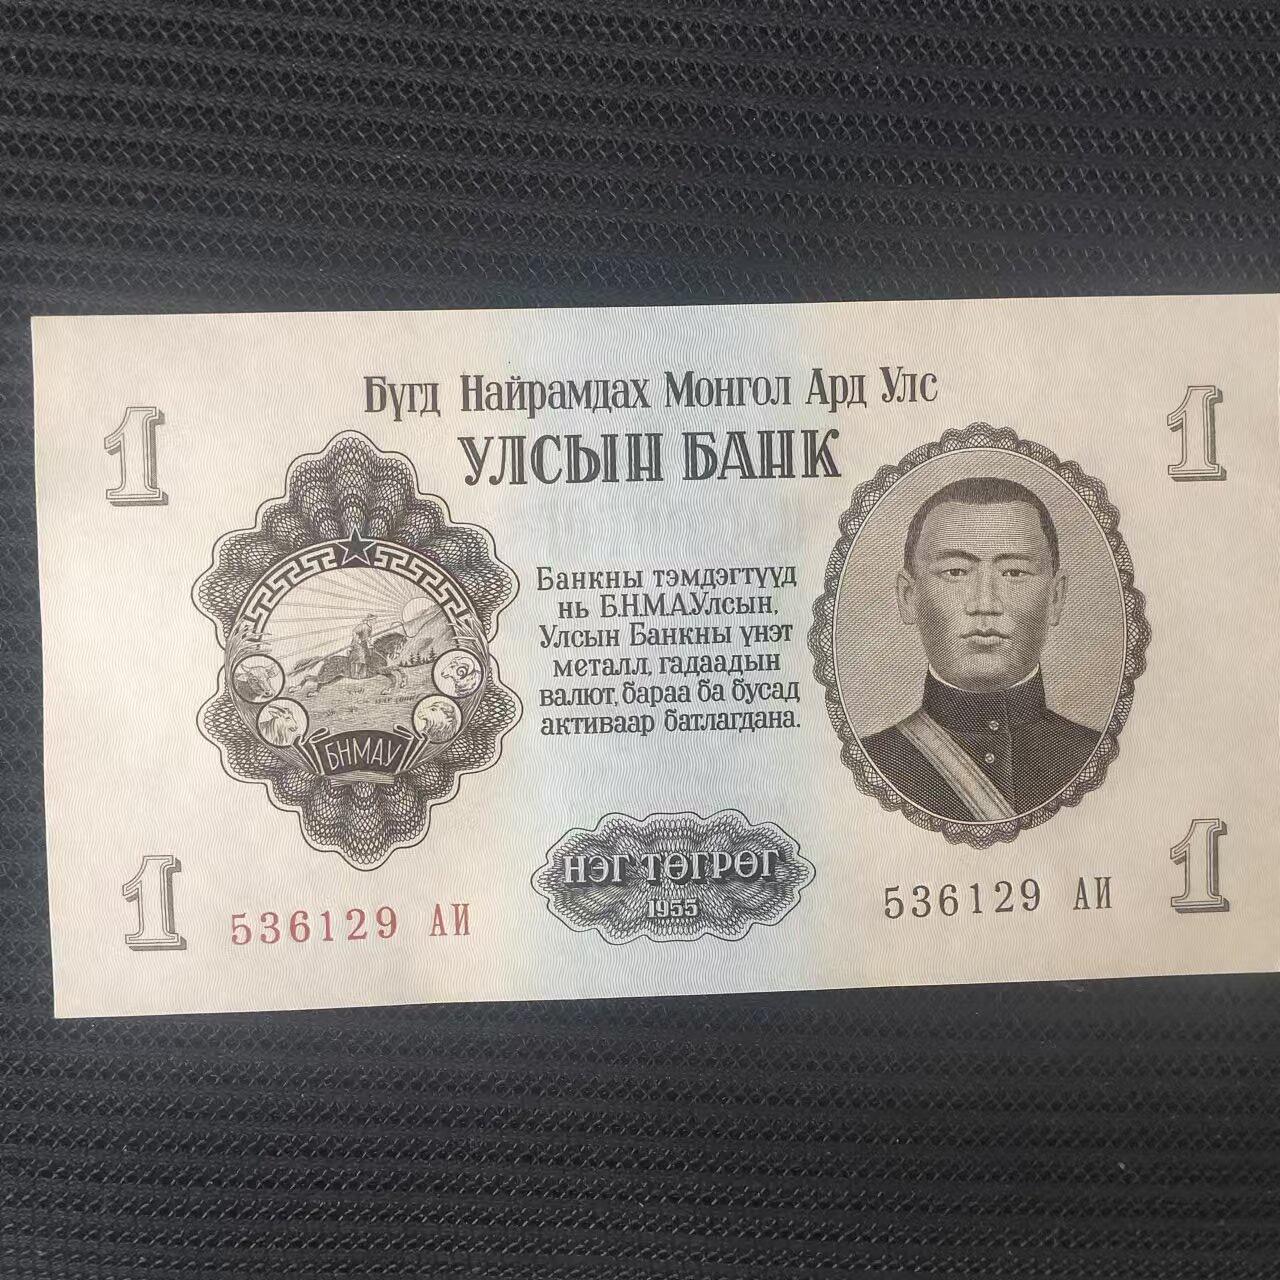 Бүгд Найрамдах Монгол Ард Улс
УЛСЫН БАНК
1
1
Банкны тэмдэгтүүд
нь Б.Н.М.А.Улсын,
Улсын Банкны үнэт
металл, гадаадын
валют, бараа ба бусад
активаар батлагдана.
БНМАУ
НЭГ ТӨГРӨГ
1955
1
536129 АИ
536129 АИ
1